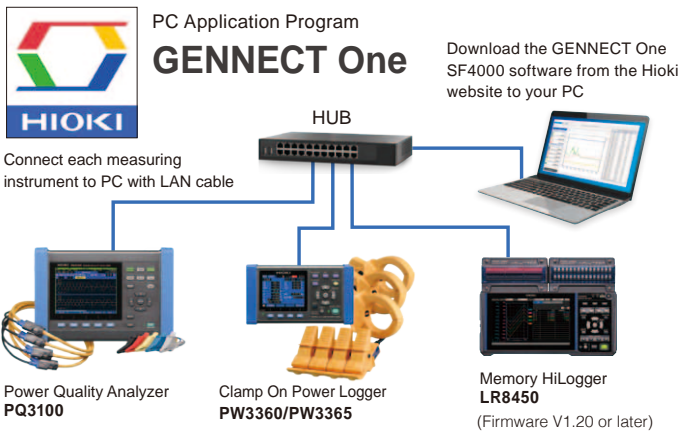 PC Application Program
GENNECT One
HIOKI
Download the GENNECT One
SF4000 software from the Hioki
website to your PC
HUB
Connect each measuring
instrument to PC with LAN cable
Power Quality Analyzer
PQ3100
Clamp On Power Logger
PW3360/PW3365
Memory HiLogger
LR8450
(Firmware V1.20 or later)